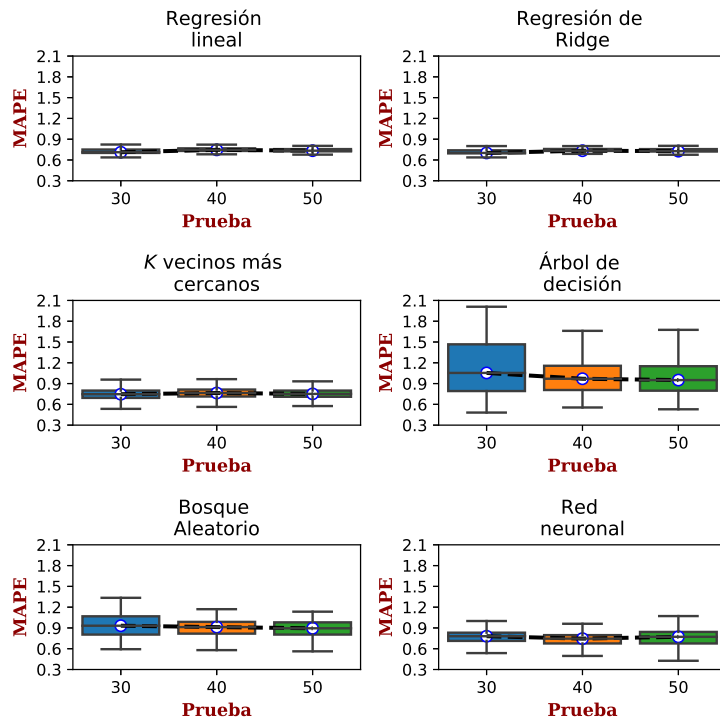 Regresión
lineal
2.1
1.8
1.5
1.2
0.9
0.6
0.3
MAPE
30 40 50
Prueba
Regresión de
Ridge
2.1
1.8
1.5
1.2
0.9
0.6
0.3
MAPE
30 40 50
Prueba
K vecinos más
cercanos
2.1
1.8
1.5
1.2
0.9
0.6
0.3
MAPE
30 40 50
Prueba
Árbol de
decisión
2.1
1.8
1.5
1.2
0.9
0.6
0.3
MAPE
30 40 50
Prueba
Bosque
Aleatorio
2.1
1.8
1.5
1.2
0.9
0.6
0.3
MAPE
30 40 50
Prueba
Red
neuronal
2.1
1.8
1.5
1.2
0.9
0.6
0.3
MAPE
30 40 50
Prueba